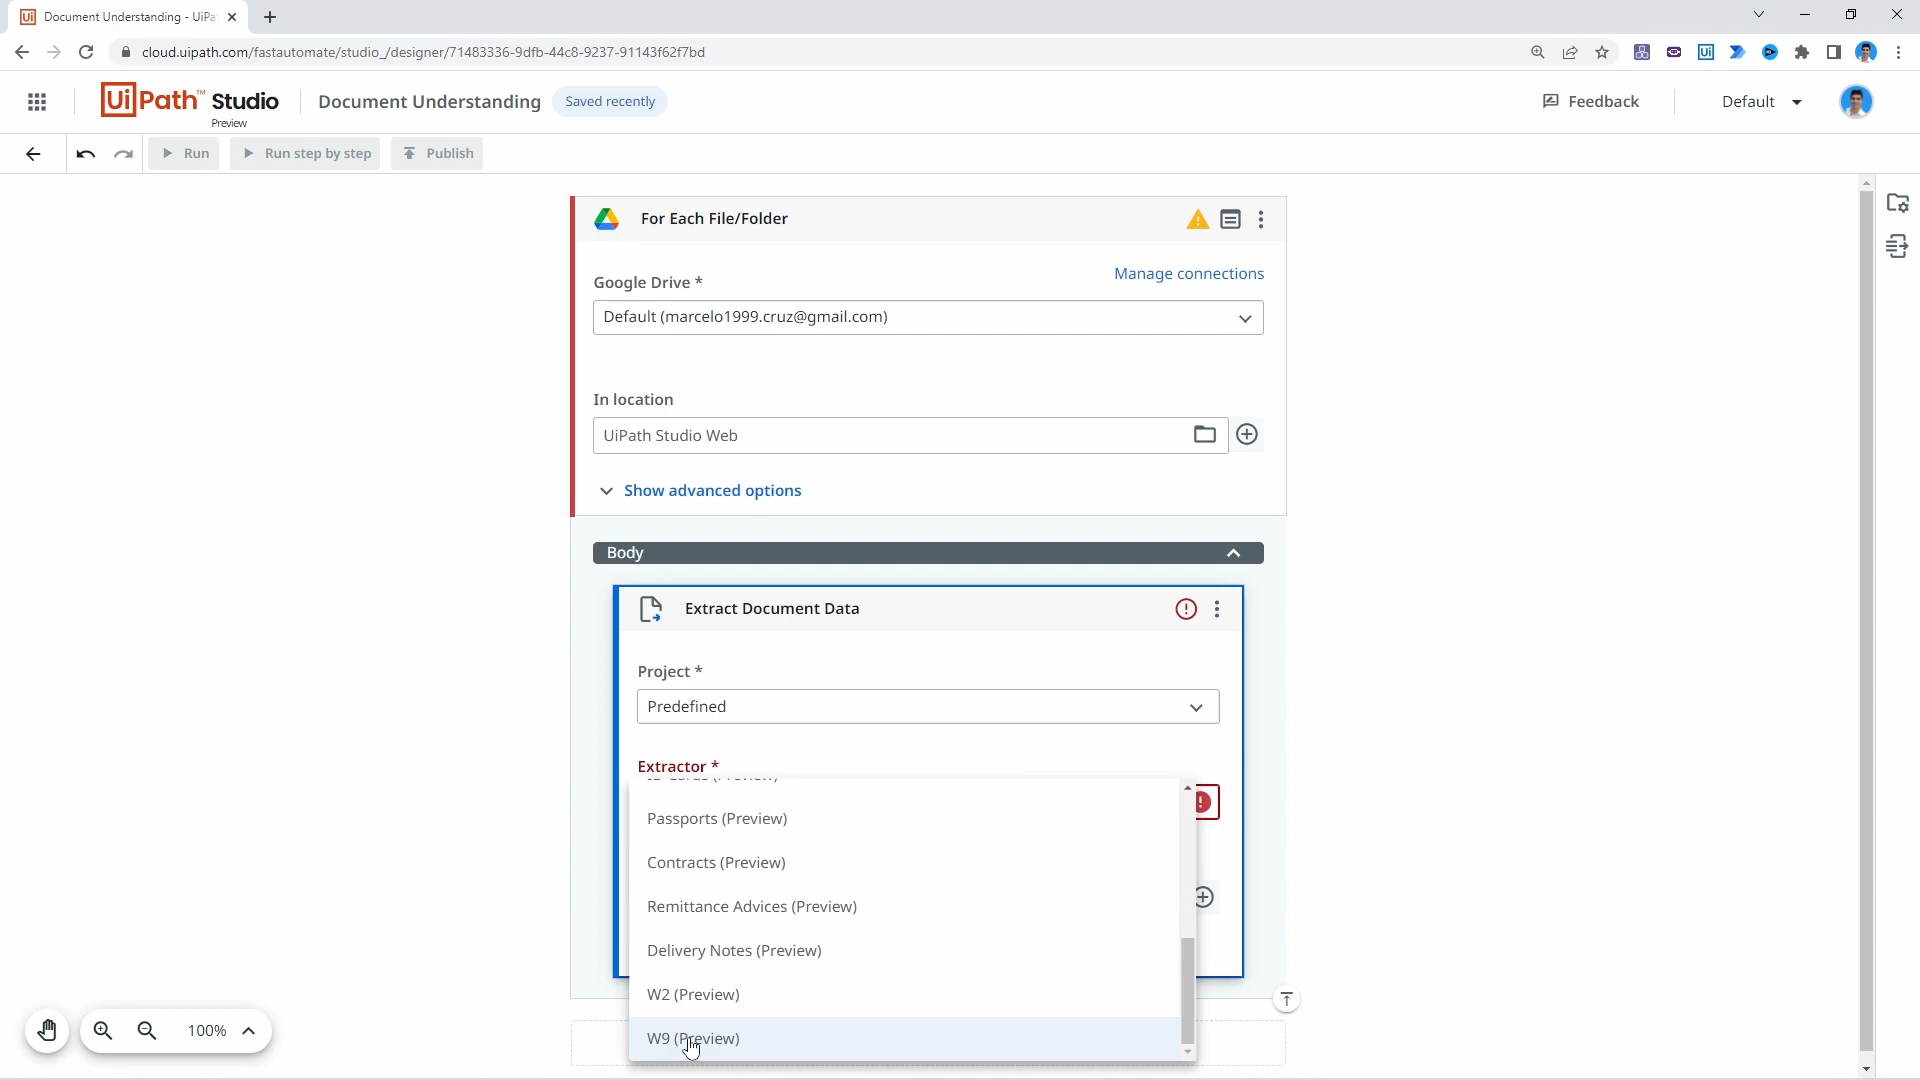 Document Understanding - UiPa
cloud.uipath.com/fastautomate/studio_/designer/71483336-9dfb-44c8-9237-91143f62f7bd
UiPath™ Studio
Preview
Document Understanding
Saved recently
Feedback
Default
Run
Run step by step
Publish
For Each File/Folder
Manage connections
Google Drive *
Default (marcelo1999.cruz@gmail.com)
In location
UiPath Studio Web
Show advanced options
Body
Extract Document Data
Project *
Predefined
Extractor *
Passports (Preview)
Contracts (Preview)
Remittance Advices (Preview)
Delivery Notes (Preview)
W2 (Preview)
W9 (Preview)
100%